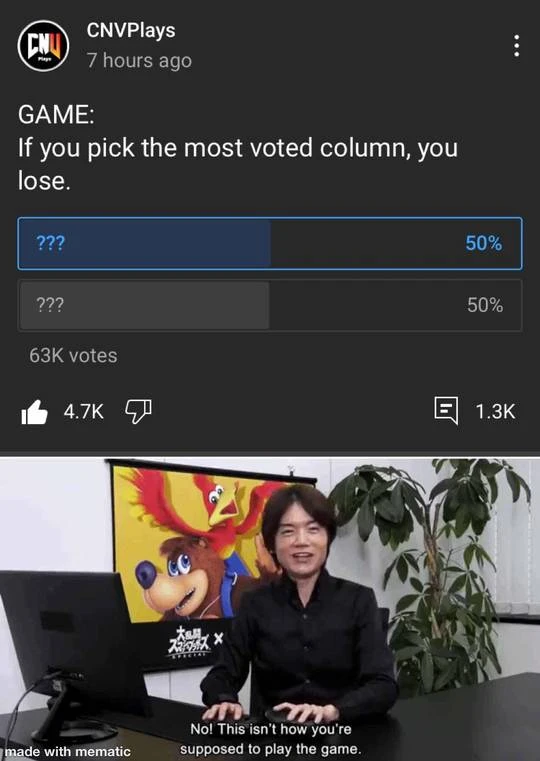 CNV
Plays
CNVPlays
7 hours ago
GAME:
If you pick the most voted column, you
lose.
??? 50%
??? 50%
63K votes
4.7K 1.3K
大乱闘
スマッシュブラザーズ
SPECIAL
No! This isn't how you're
supposed to play the game.
made with mematic